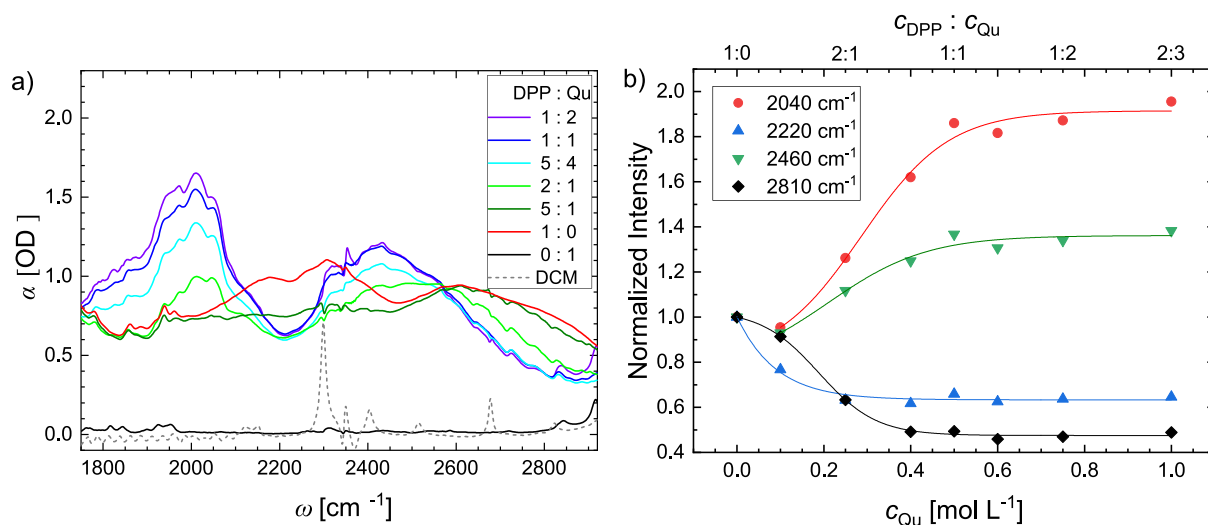 a)
α [OD]
2.0
1.5
1.0
0.5
0.0
1800 2000 2200 2400 2600 2800
ω [cm⁻¹]
DPP : Qu
1 : 2
1 : 1
5 : 4
2 : 1
5 : 1
1 : 0
0 : 1
DCM
b)
c_DPP : c_Qu
1:0 2:1 1:1 1:2 2:3
Normalized Intensity
2.0
1.8
1.6
1.4
1.2
1.0
0.8
0.6
0.4
2040 cm⁻¹
2220 cm⁻¹
2460 cm⁻¹
2810 cm⁻¹
0.0 0.2 0.4 0.6 0.8 1.0
c_Qu [mol L⁻¹]